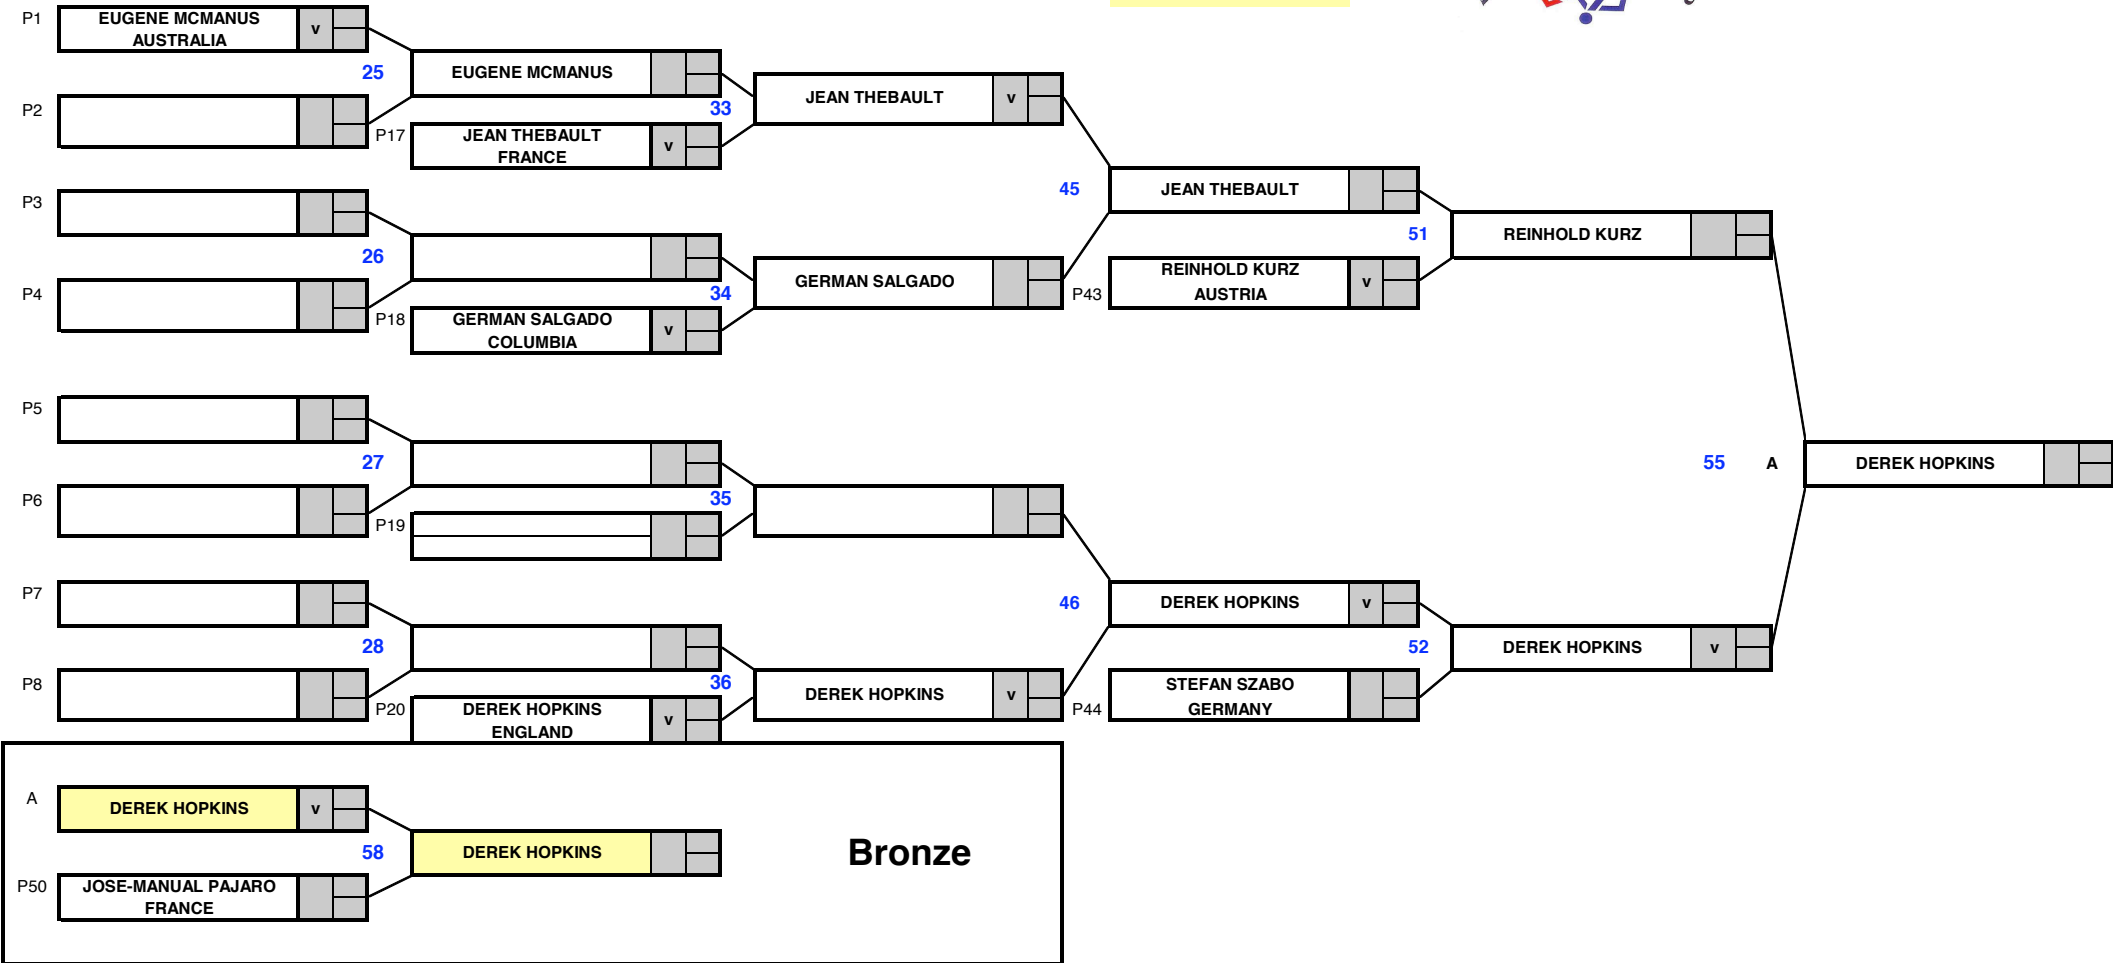 P1
EUGENE MCMANUS
AUSTRALIA
v
25
EUGENE MCMANUS
P2
33
JEAN THEBAULT
v
P17
JEAN THEBAULT
FRANCE
v
P3
45
JEAN THEBAULT
26
51
REINHOLD KURZ
P4
34
GERMAN SALGADO
P43
REINHOLD KURZ
AUSTRIA
v
P18
GERMAN SALGADO
COLUMBIA
v
P5
27
55
A
DEREK HOPKINS
P6
35
P19
P7
46
DEREK HOPKINS
v
28
52
DEREK HOPKINS
v
P8
36
DEREK HOPKINS
v
P44
STEFAN SZABO
GERMANY
P20
DEREK HOPKINS
ENGLAND
v
A
DEREK HOPKINS
v
58
DEREK HOPKINS
Bronze
P50
JOSE-MANUAL PAJARO
FRANCE